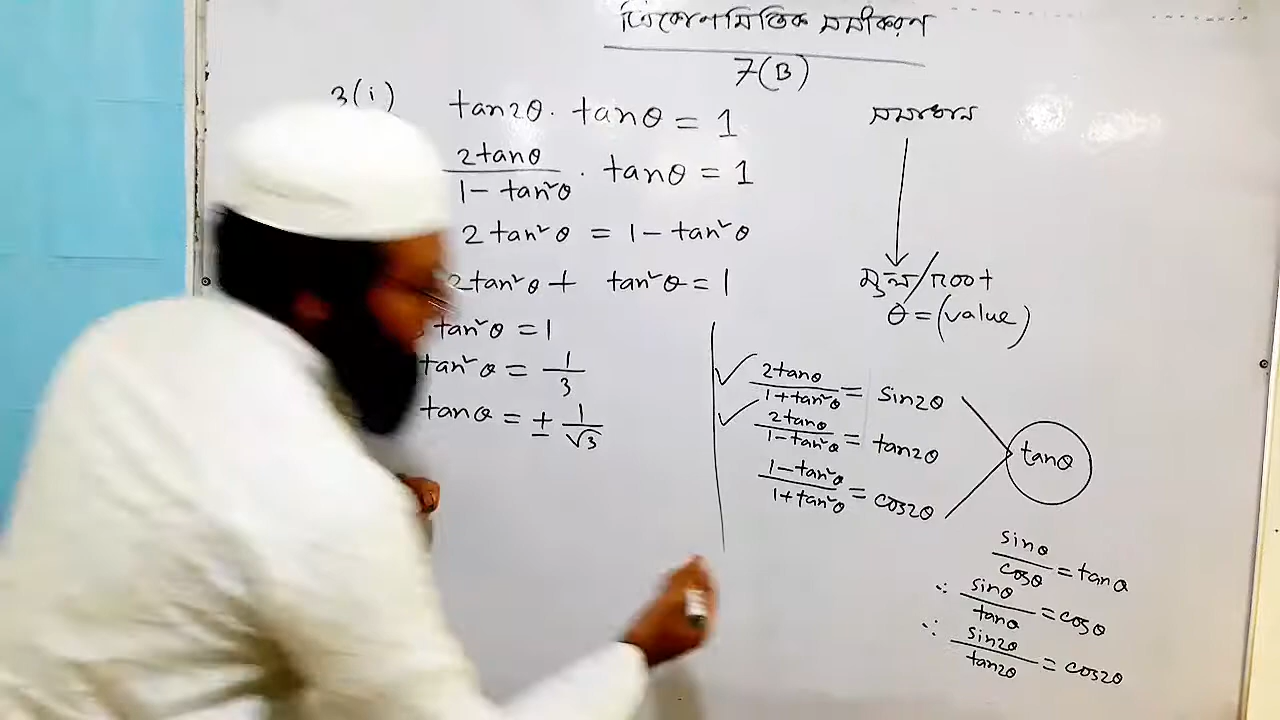 ত্রিকোণমিতিক সমীকরণ
7(B)
3(i) tan2θ. tanθ = 1
2tanθ / 1 - tan²θ . tanθ = 1
2 tan²θ = 1 - tan²θ
2tan²θ + tan²θ = 1
tan²θ = 1
tan²θ = 1/3
tanθ = ± 1/√3
সমাধান
মূল/root
θ = (value)
2tanθ / 1+tan²θ = sin2θ
2tanθ / 1-tan²θ = tan2θ
1-tan²θ / 1+tan²θ = cos2θ
tanθ
sinθ / cosθ = tanθ
∴ sinθ / tanθ = cosθ
∴ sin2θ / tan2θ = cos2θ